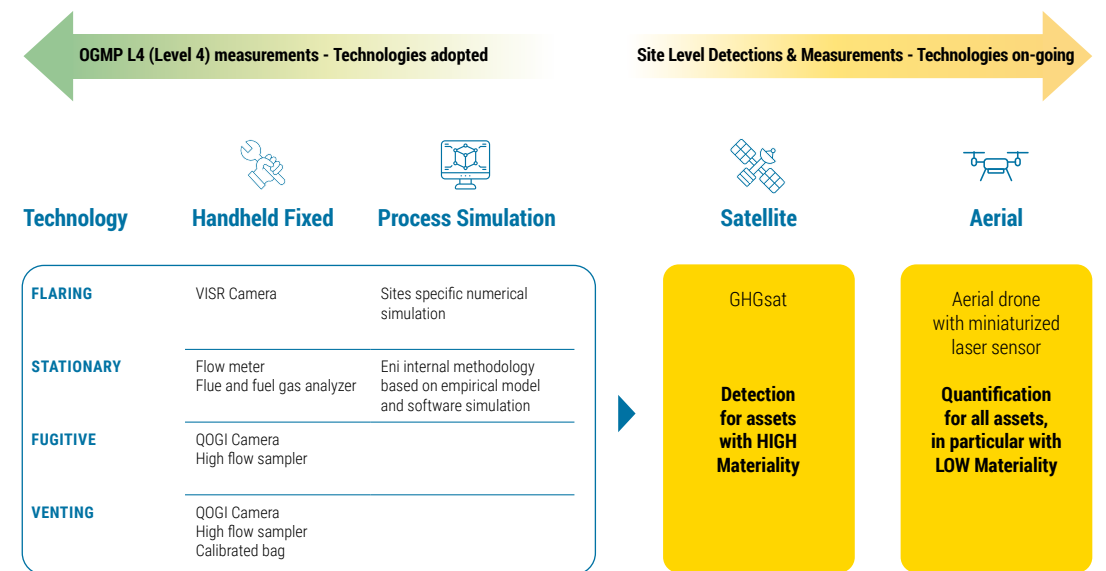 OGMP L4 (Level 4) measurements - Technologies adopted
Site Level Detections & Measurements - Technologies on-going
Technology
Handheld Fixed
Process Simulation
Satellite
Aerial
FLARING
VISR Camera
Sites specific numerical
simulation
STATIONARY
Flow meter
Flue and fuel gas analyzer
Eni internal methodology
based on empirical model
and software simulation
FUGITIVE
QOGI Camera
High flow sampler
VENTING
QOGI Camera
High flow sampler
Calibrated bag
GHGsat
Detection
for assets
with HIGH
Materiality
Aerial drone
with miniaturized
laser sensor
Quantification
for all assets,
in particular with
LOW Materiality